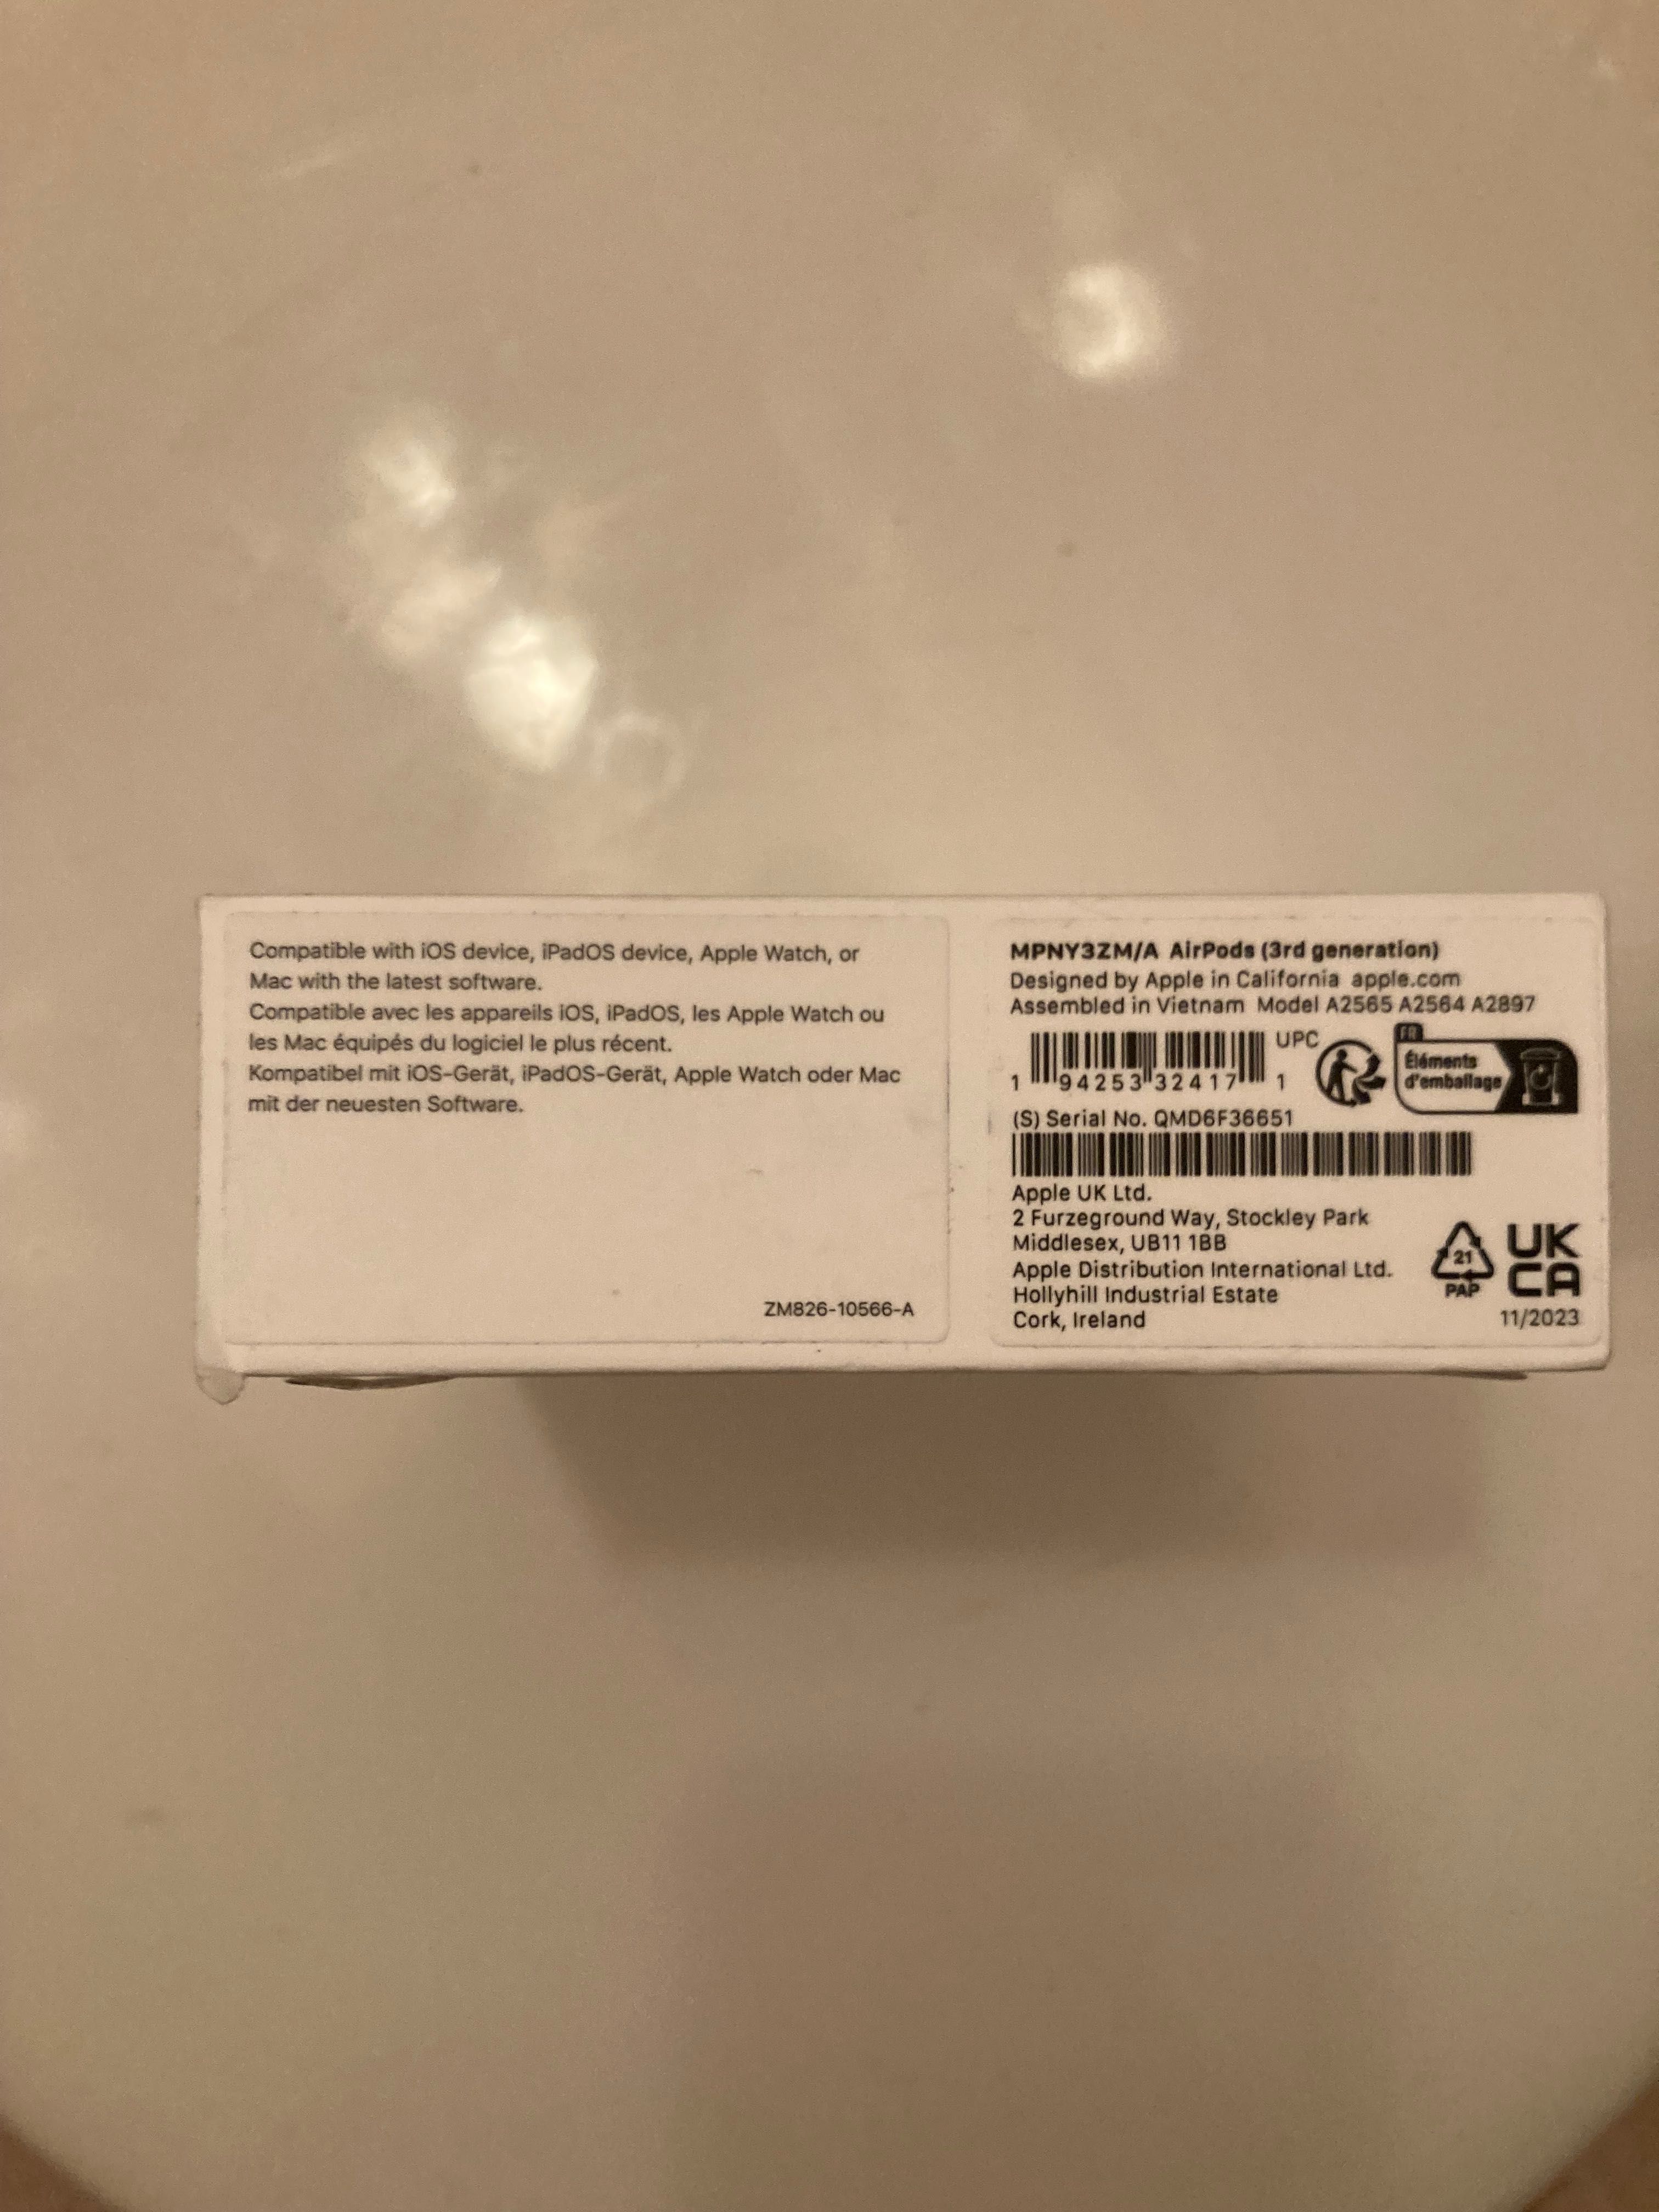 Compatible with iOS device, iPadOS device, Apple Watch, or
Mac with the latest software.
Compatible avec les appareils iOS, iPadOS, les Apple Watch ou
les Mac équipés du logiciel le plus récent.
Kompatibel mit iOS-Gerät, iPadOS-Gerät, Apple Watch oder Mac
mit der neuesten Software.
ZM826-10566-A
MPNY3ZM/A AirPods (3rd generation)
Designed by Apple in California apple.com
Assembled in Vietnam Model A2565 A2564 A2897
UPC
1 94253 32417 1
FR
Éléments
d'emballage
(S) Serial No. QMD6F36651
Apple UK Ltd.
2 Furzeground Way, Stockley Park
Middlesex, UB11 1BB
Apple Distribution International Ltd.
Hollyhill Industrial Estate
Cork, Ireland
21
PAP
UK
CA
11/2023